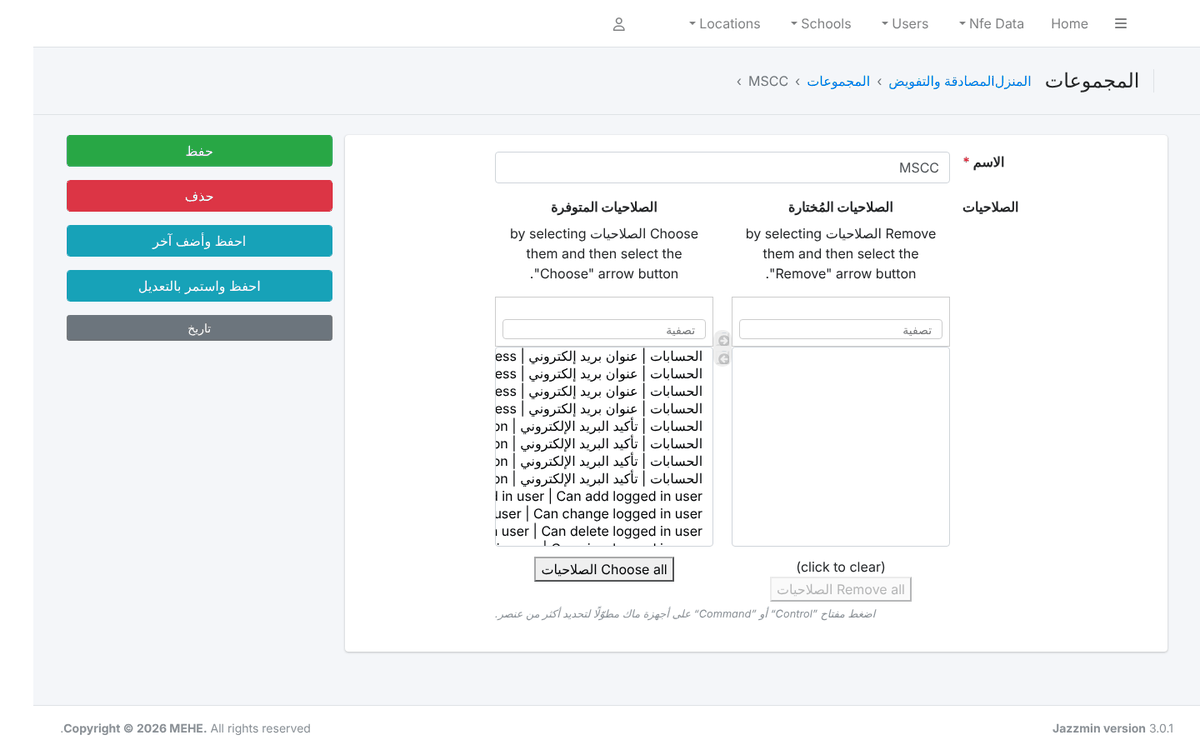 Home
Nfe Data
Users
Schools
Locations
المجموعات
المنزل المصادقة والتفويض › المجموعات › MSCC ›
الاسم *
MSCC
الصلاحيات
الصلاحيات المُختارة
Remove الصلاحيات by selecting
them and then select the
"Remove" arrow button.
تصفية
(click to clear)
Remove all الصلاحيات
الصلاحيات المتوفرة
Choose الصلاحيات by selecting
them and then select the
"Choose" arrow button.
تصفية
الحسابات | عنوان بريد إلكتروني | ess
الحسابات | عنوان بريد إلكتروني | ess
الحسابات | عنوان بريد إلكتروني | ess
الحسابات | عنوان بريد إلكتروني | ess
الحسابات | تأكيد البريد الإلكتروني | on
الحسابات | تأكيد البريد الإلكتروني | on
الحسابات | تأكيد البريد الإلكتروني | on
الحسابات | تأكيد البريد الإلكتروني | on
in user | Can add logged in user
user | Can change logged in user
user | Can delete logged in user
Choose all الصلاحيات
اضغط مفتاح "Control" أو "Command" على أجهزة ماك مطوّلًا لتحديد أكثر من عنصر.
حفظ
حذف
احفظ وأضف آخر
احفظ واستمر بالتعديل
تاريخ
Jazzmin version 3.0.1
Copyright © 2026 MEHE. All rights reserved.